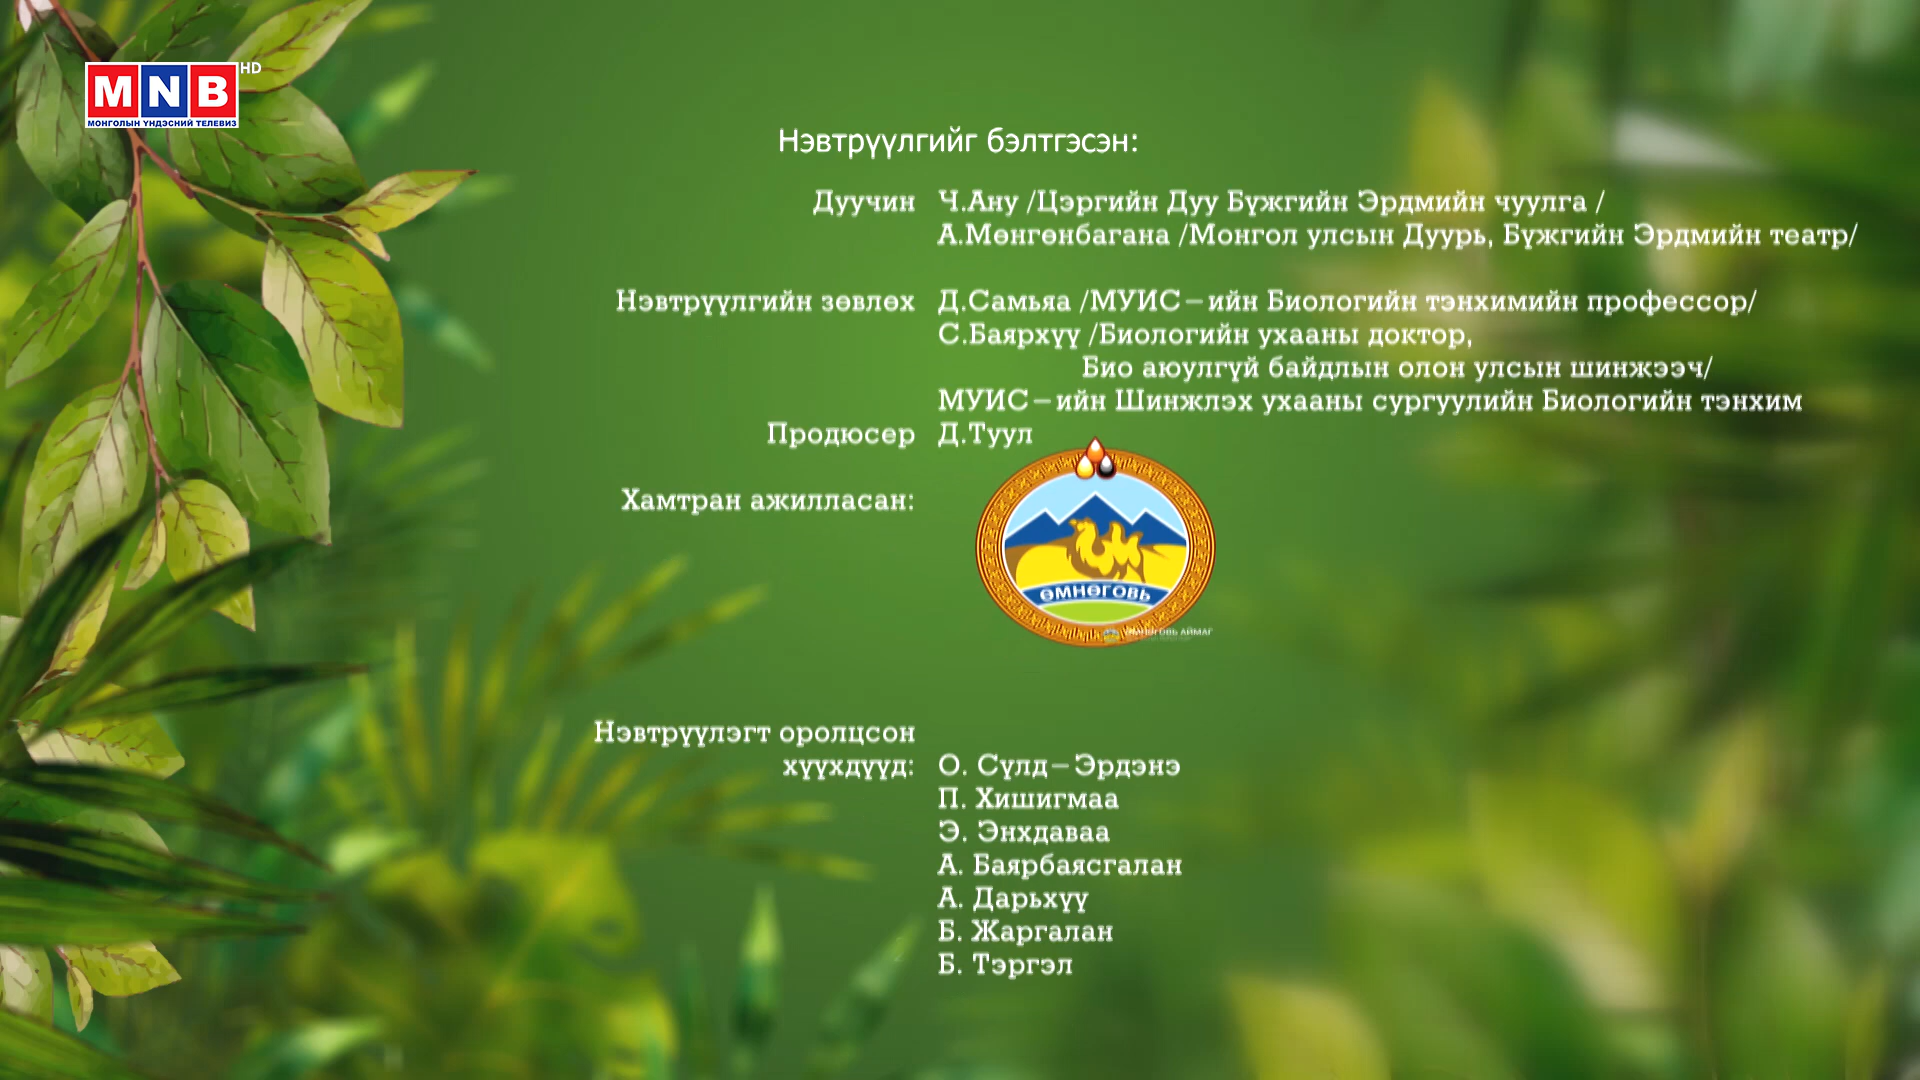 MNB HD
МОНГОЛЫН ҮНДЭСНИЙ ТЕЛЕВИЗ
Нэвтрүүлгийг бэлтгэсэн:
Дуучин Ч.Ану /Цэргийн Дуу Бүжгийн Эрдмийн чуулга /
А.Мөнгөнбагана /Монгол улсын Дуурь, Бүжгийн Эрдмийн театр/
Нэвтрүүлгийн зөвлөх Д.Самьяа /МУИС–ийн Биологийн тэнхимийн профессор/
С.Баярхүү /Биологийн ухааны доктор,
Био аюулгүй байдлын олон улсын шинжээч/
МУИС–ийн Шинжлэх ухааны сургуулийн Биологийн тэнхим
Продюсер Д.Туул
Хамтран ажилласан:
ӨМНӨГОВЬ
ӨМНӨГОВЬ АЙМАГ
Нэвтрүүлэгт оролцсон
хүүхдүүд: О. Сүлд–Эрдэнэ
П. Хишигмаа
Э. Энхдаваа
А. Баярбаясгалан
А. Дарьхүү
Б. Жаргалан
Б. Тэргэл